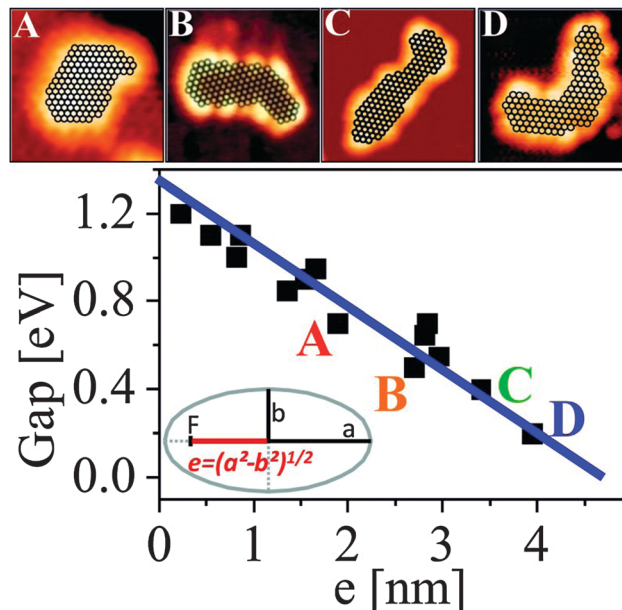 A B C D
Gap [eV]
1.2
0.8
0.4
0.0
A
B
C
D
F
b
a
e=(a²-b²)^1/2
0 1 2 3 4
e [nm]